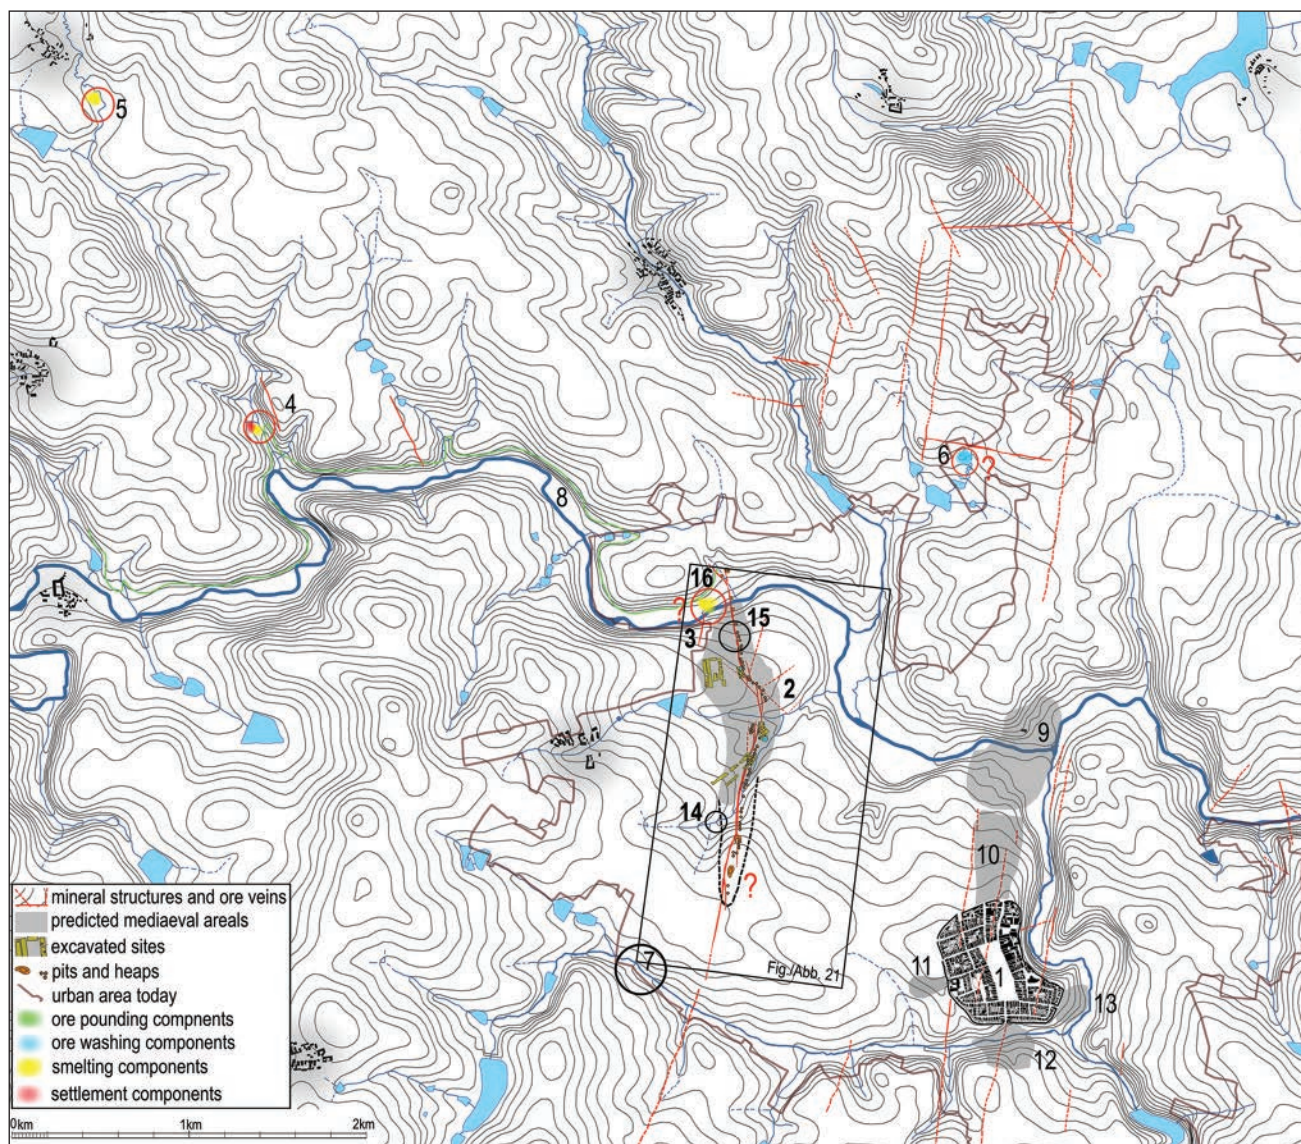 5
4
6
?
8
16
?
15
3
2
9
14
10
?
7
Fig./Abb. 21
11
1
13
12
mineral structures and ore veins
predicted mediaeval areals
excavated sites
pits and heaps
urban area today
ore pounding compnents
ore washing components
smelting components
settlement components
0km 1km 2km